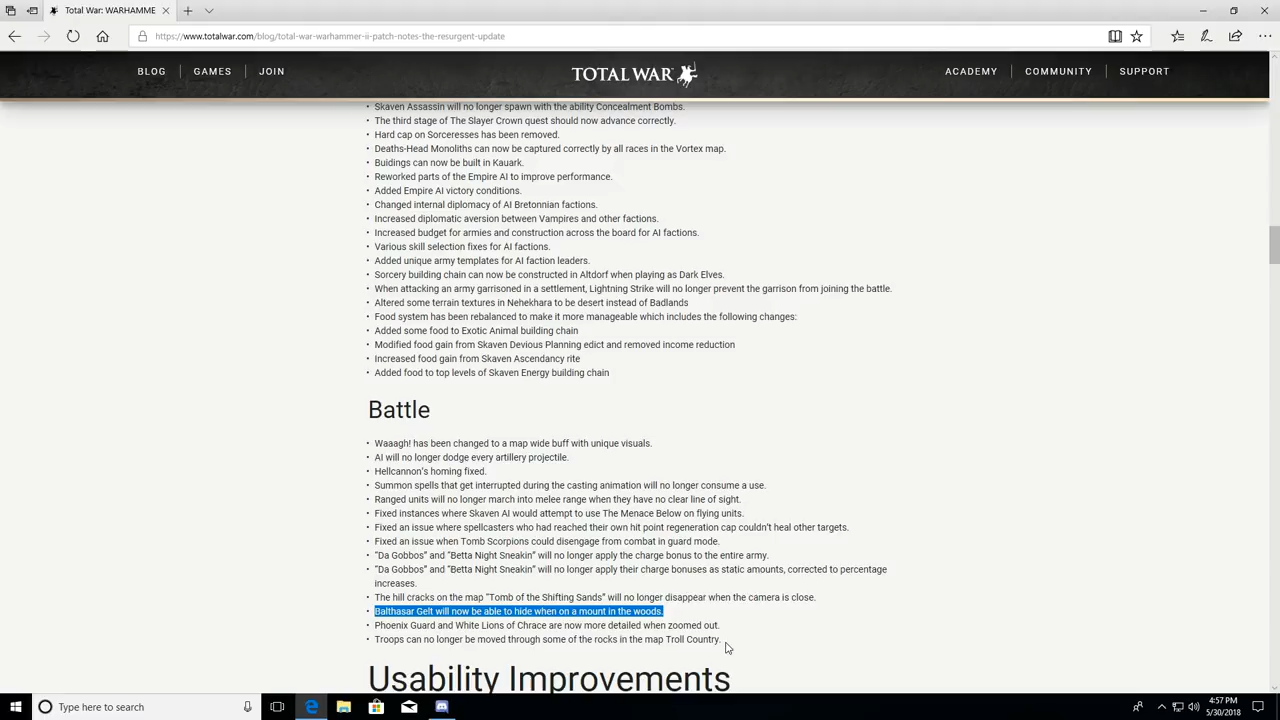 Total War: WARHAMME
https://www.totalwar.com/blog/total-war-warhammer-ii-patch-notes-the-resurgent-update
BLOG GAMES JOIN TOTAL WAR ACADEMY COMMUNITY SUPPORT
Skaven Assassin will no longer spawn with the ability Concealment Bombs.
The third stage of The Slayer Crown quest should now advance correctly.
Hard cap on Sorceresses has been removed.
Deaths-Head Monoliths can now be captured correctly by all races in the Vortex map.
Buidings can now be built in Kauark.
Reworked parts of the Empire AI to improve performance.
Added Empire AI victory conditions.
Changed internal diplomacy of AI Bretonnian factions.
Increased diplomatic aversion between Vampires and other factions.
Increased budget for armies and construction across the board for AI factions.
Various skill selection fixes for AI factions.
Added unique army templates for AI faction leaders.
Sorcery building chain can now be constructed in Altdorf when playing as Dark Elves.
When attacking an army garrisoned in a settlement, Lightning Strike will no longer prevent the garrison from joining the battle.
Altered some terrain textures in Nehekhara to be desert instead of Badlands
Food system has been rebalanced to make it more manageable which includes the following changes:
Added some food to Exotic Animal building chain
Modified food gain from Skaven Devious Planning edict and removed income reduction
Increased food gain from Skaven Ascendancy rite
Added food to top levels of Skaven Energy building chain
Battle
Waaagh! has been changed to a map wide buff with unique visuals.
AI will no longer dodge every artillery projectile.
Hellcannon's homing fixed.
Summon spells that get interrupted during the casting animation will no longer consume a use.
Ranged units will no longer march into melee range when they have no clear line of sight.
Fixed instances where Skaven AI would attempt to use The Menace Below on flying units.
Fixed an issue where spellcasters who had reached their own hit point regeneration cap couldn't heal other targets.
Fixed an issue when Tomb Scorpions could disengage from combat in guard mode.
“Da Gobbos” and “Betta Night Sneakin” will no longer apply the charge bonus to the entire army.
“Da Gobbos” and “Betta Night Sneakin” will no longer apply their charge bonuses as static amounts, corrected to percentage
increases.
The hill cracks on the map “Tomb of the Shifting Sands” will no longer disappear when the camera is close.
Balthasar Gelt will now be able to hide when on a mount in the woods.
Phoenix Guard and White Lions of Chrace are now more detailed when zoomed out.
Troops can no longer be moved through some of the rocks in the map Troll Country.
Usability Improvements
Type here to search
4:57 PM
5/30/2018